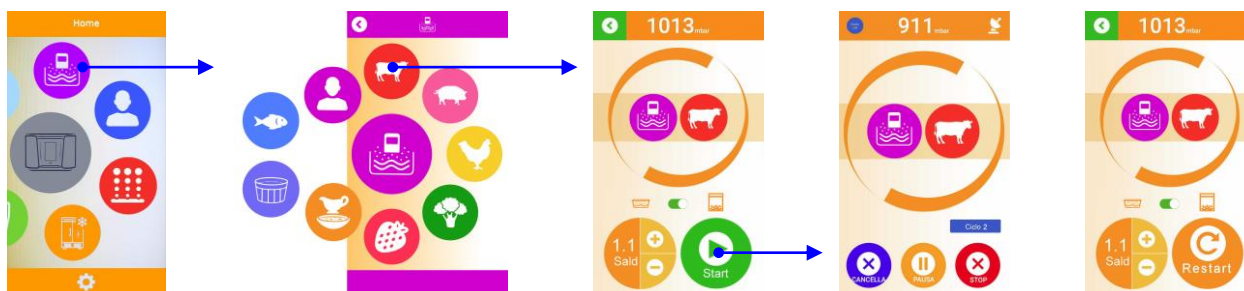 Home
1013 mbar
1.1
Sald
Start
911 mbar
Ciclo 2
CANCELLA
PAUSA
STOP
1013 mbar
1.1
Sald
Restart